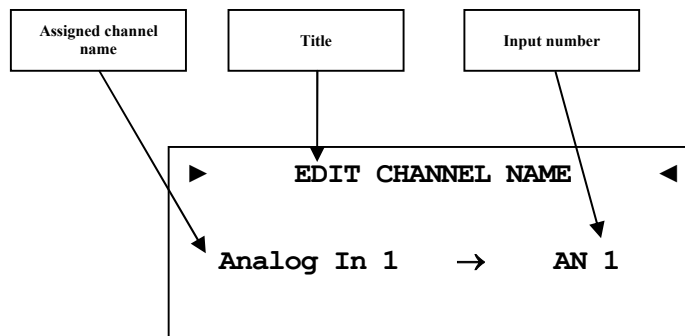 Assigned channel
name
Title
Input number
► EDIT CHANNEL NAME ◄
Analog In 1 → AN 1